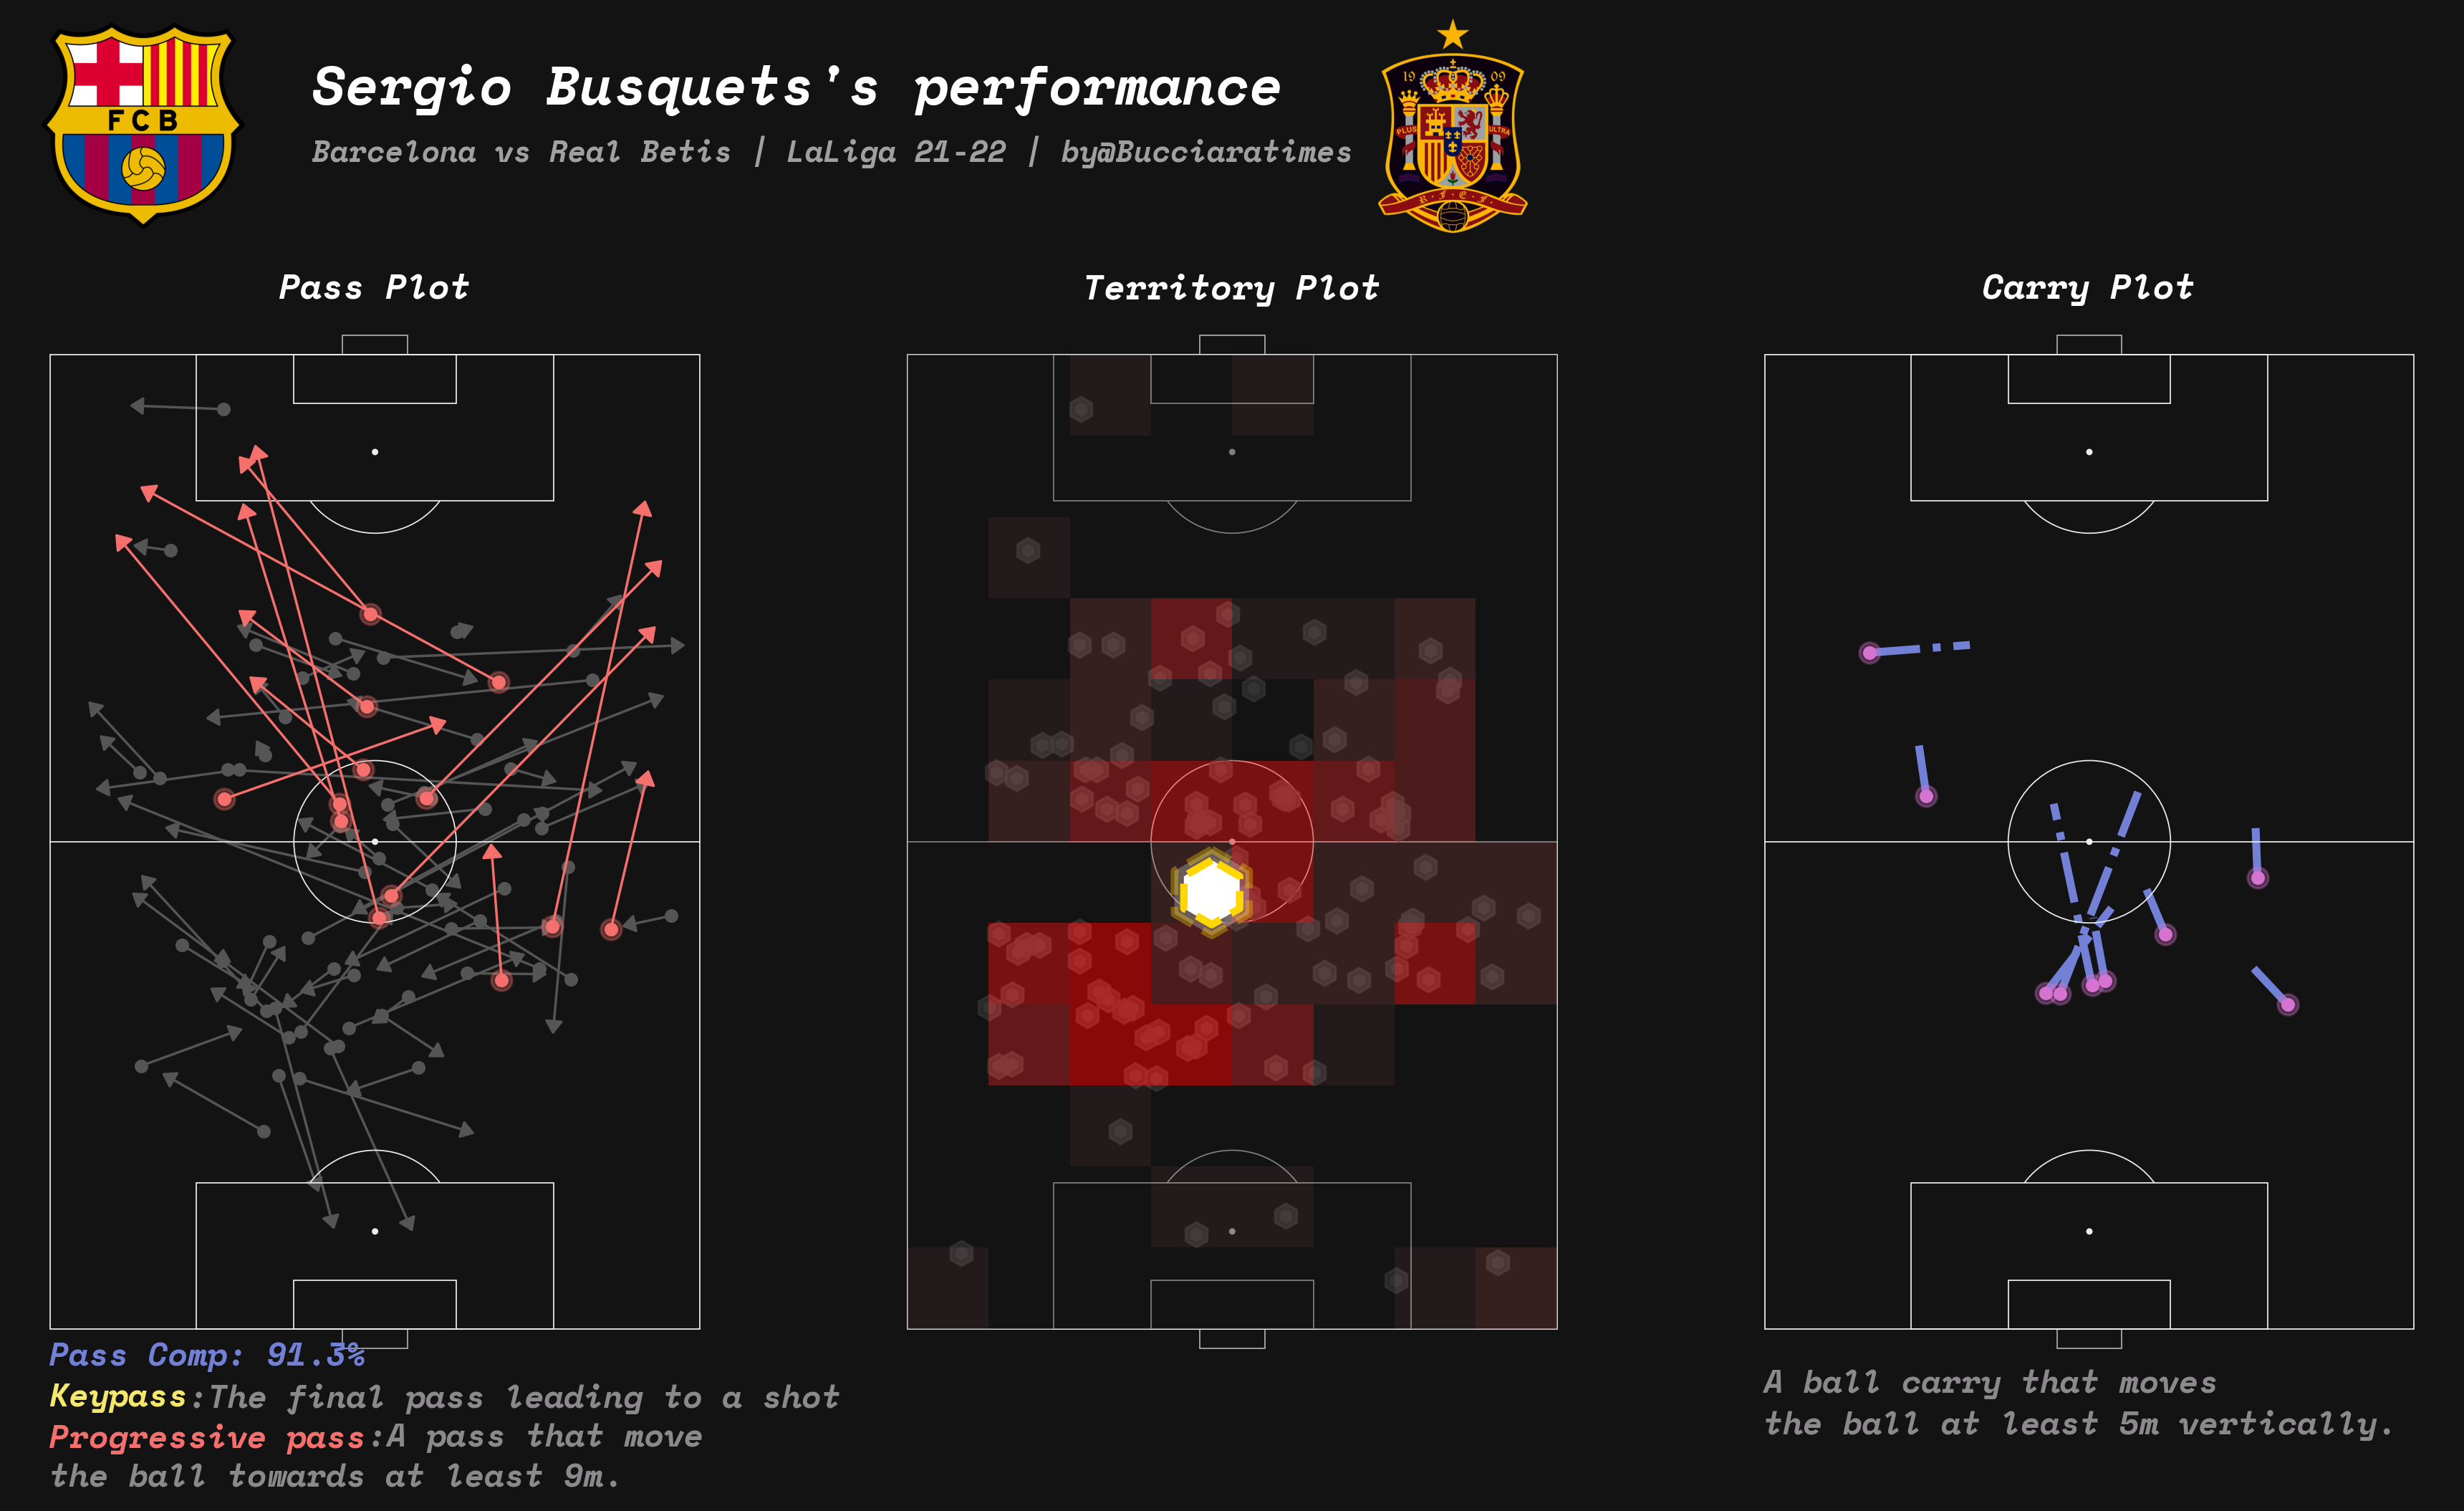 FCB
Sergio Busquets's performance
Barcelona vs Real Betis | LaLiga 21-22 | by@Bucciaratimes
19 09
PLUS ULTRA
R·F·E·F·
Pass Plot
Territory Plot
Carry Plot
Pass Comp: 91.3%
Keypass:The final pass leading to a shot
Progressive pass:A pass that move
the ball towards at least 9m.
A ball carry that moves
the ball at least 5m vertically.